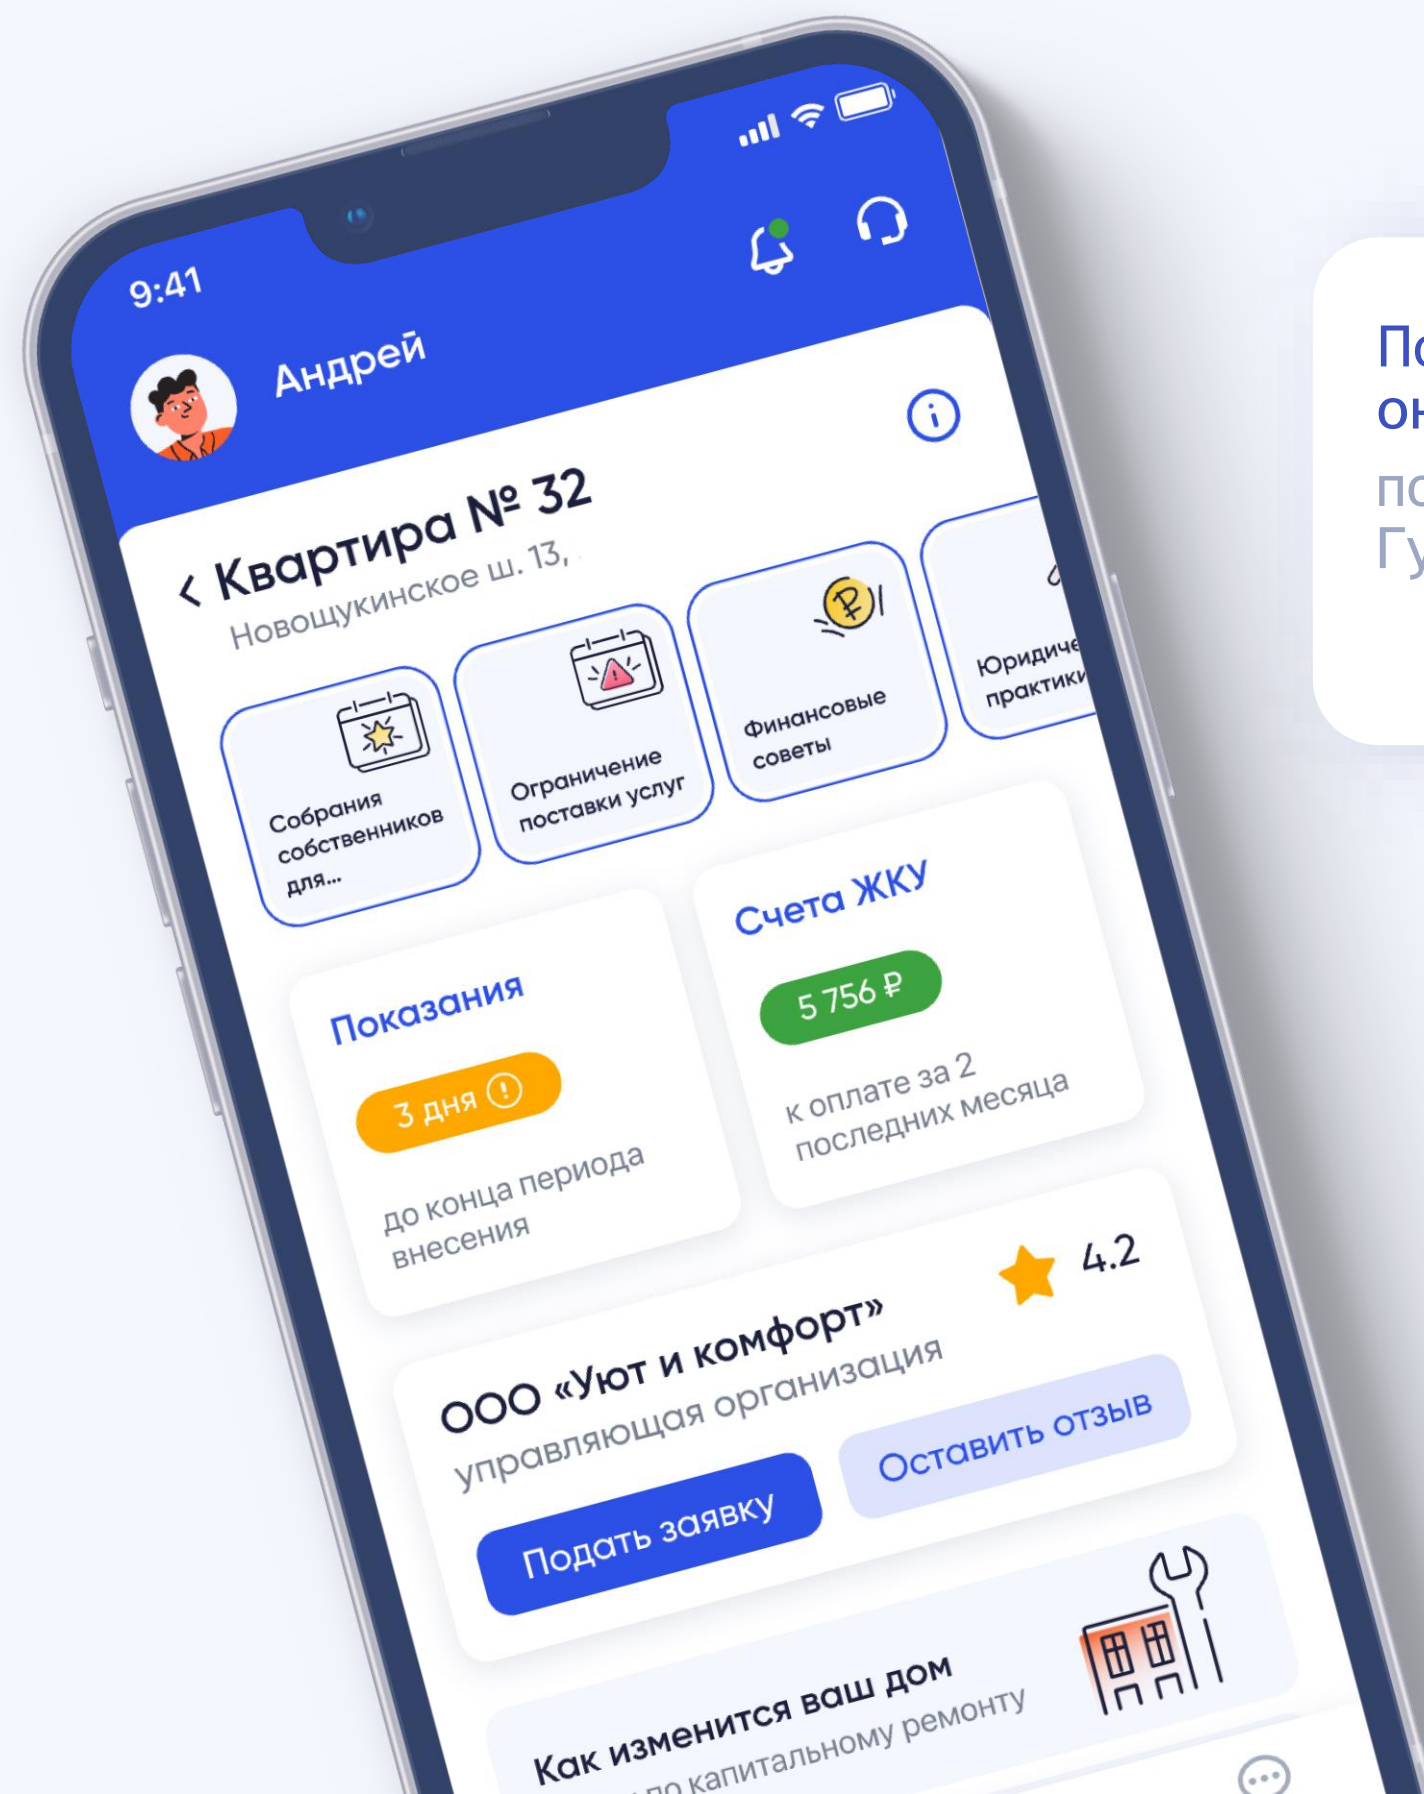 9:41
Андрей
Квартира № 32
Новощукинское ш. 13,
Собрания
собственников
для...
Ограничение
поставки услуг
Финансовые
советы
практики
Показания
3 дня
до конца периода
внесения
Счета ЖКУ
5 756 ₽
к оплате за 2
последних месяца
ООО «Уют и комфорт»
управляющая организация
4.2
Подать заявку
Оставить отзыв
Как изменится ваш дом
по капитальному ремонту